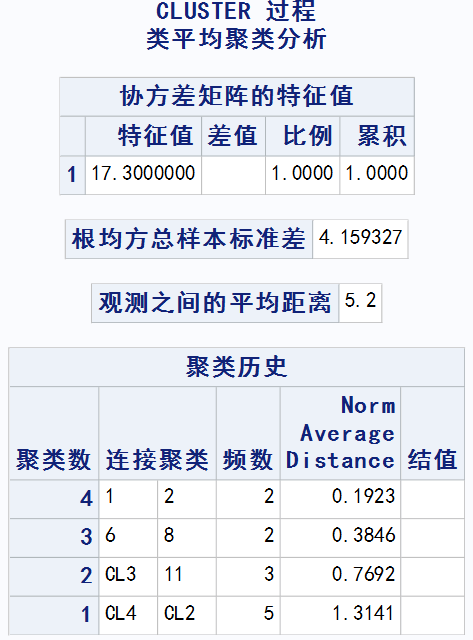 CLUSTER 过程
类平均聚类分析
协方差矩阵的特征值
特征值 差值 比例 累积
1 17.3000000 1.0000 1.0000
根均方总样本标准差 4.159327
观测之间的平均距离 5.2
聚类历史
Norm
Average
聚类数 连接聚类 频数 Distance 结值
4 1 2 2 0.1923
3 6 8 2 0.3846
2 CL3 11 3 0.7692
1 CL4 CL2 5 1.3141